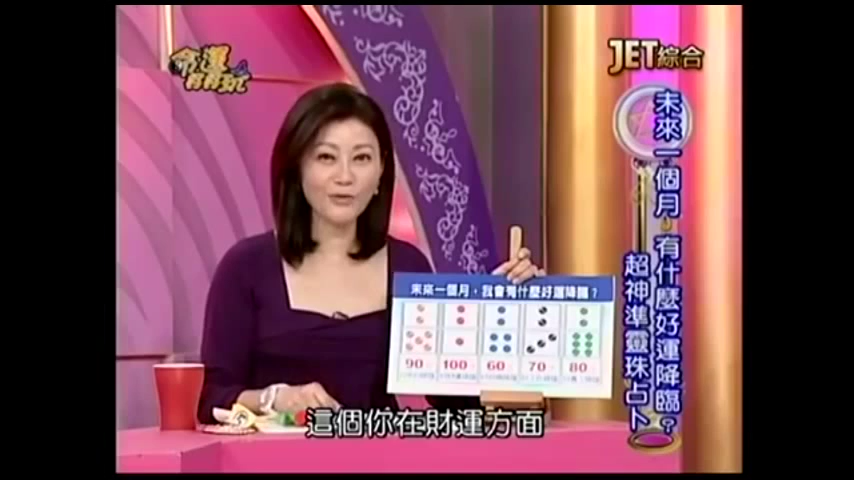 命運好好玩
JET綜合
未來一個月，有什麼好運降臨？
超神準靈珠占卜
未來一個月，我會有什麼好運降臨？
90 100 60 70 80
這個你在財運方面